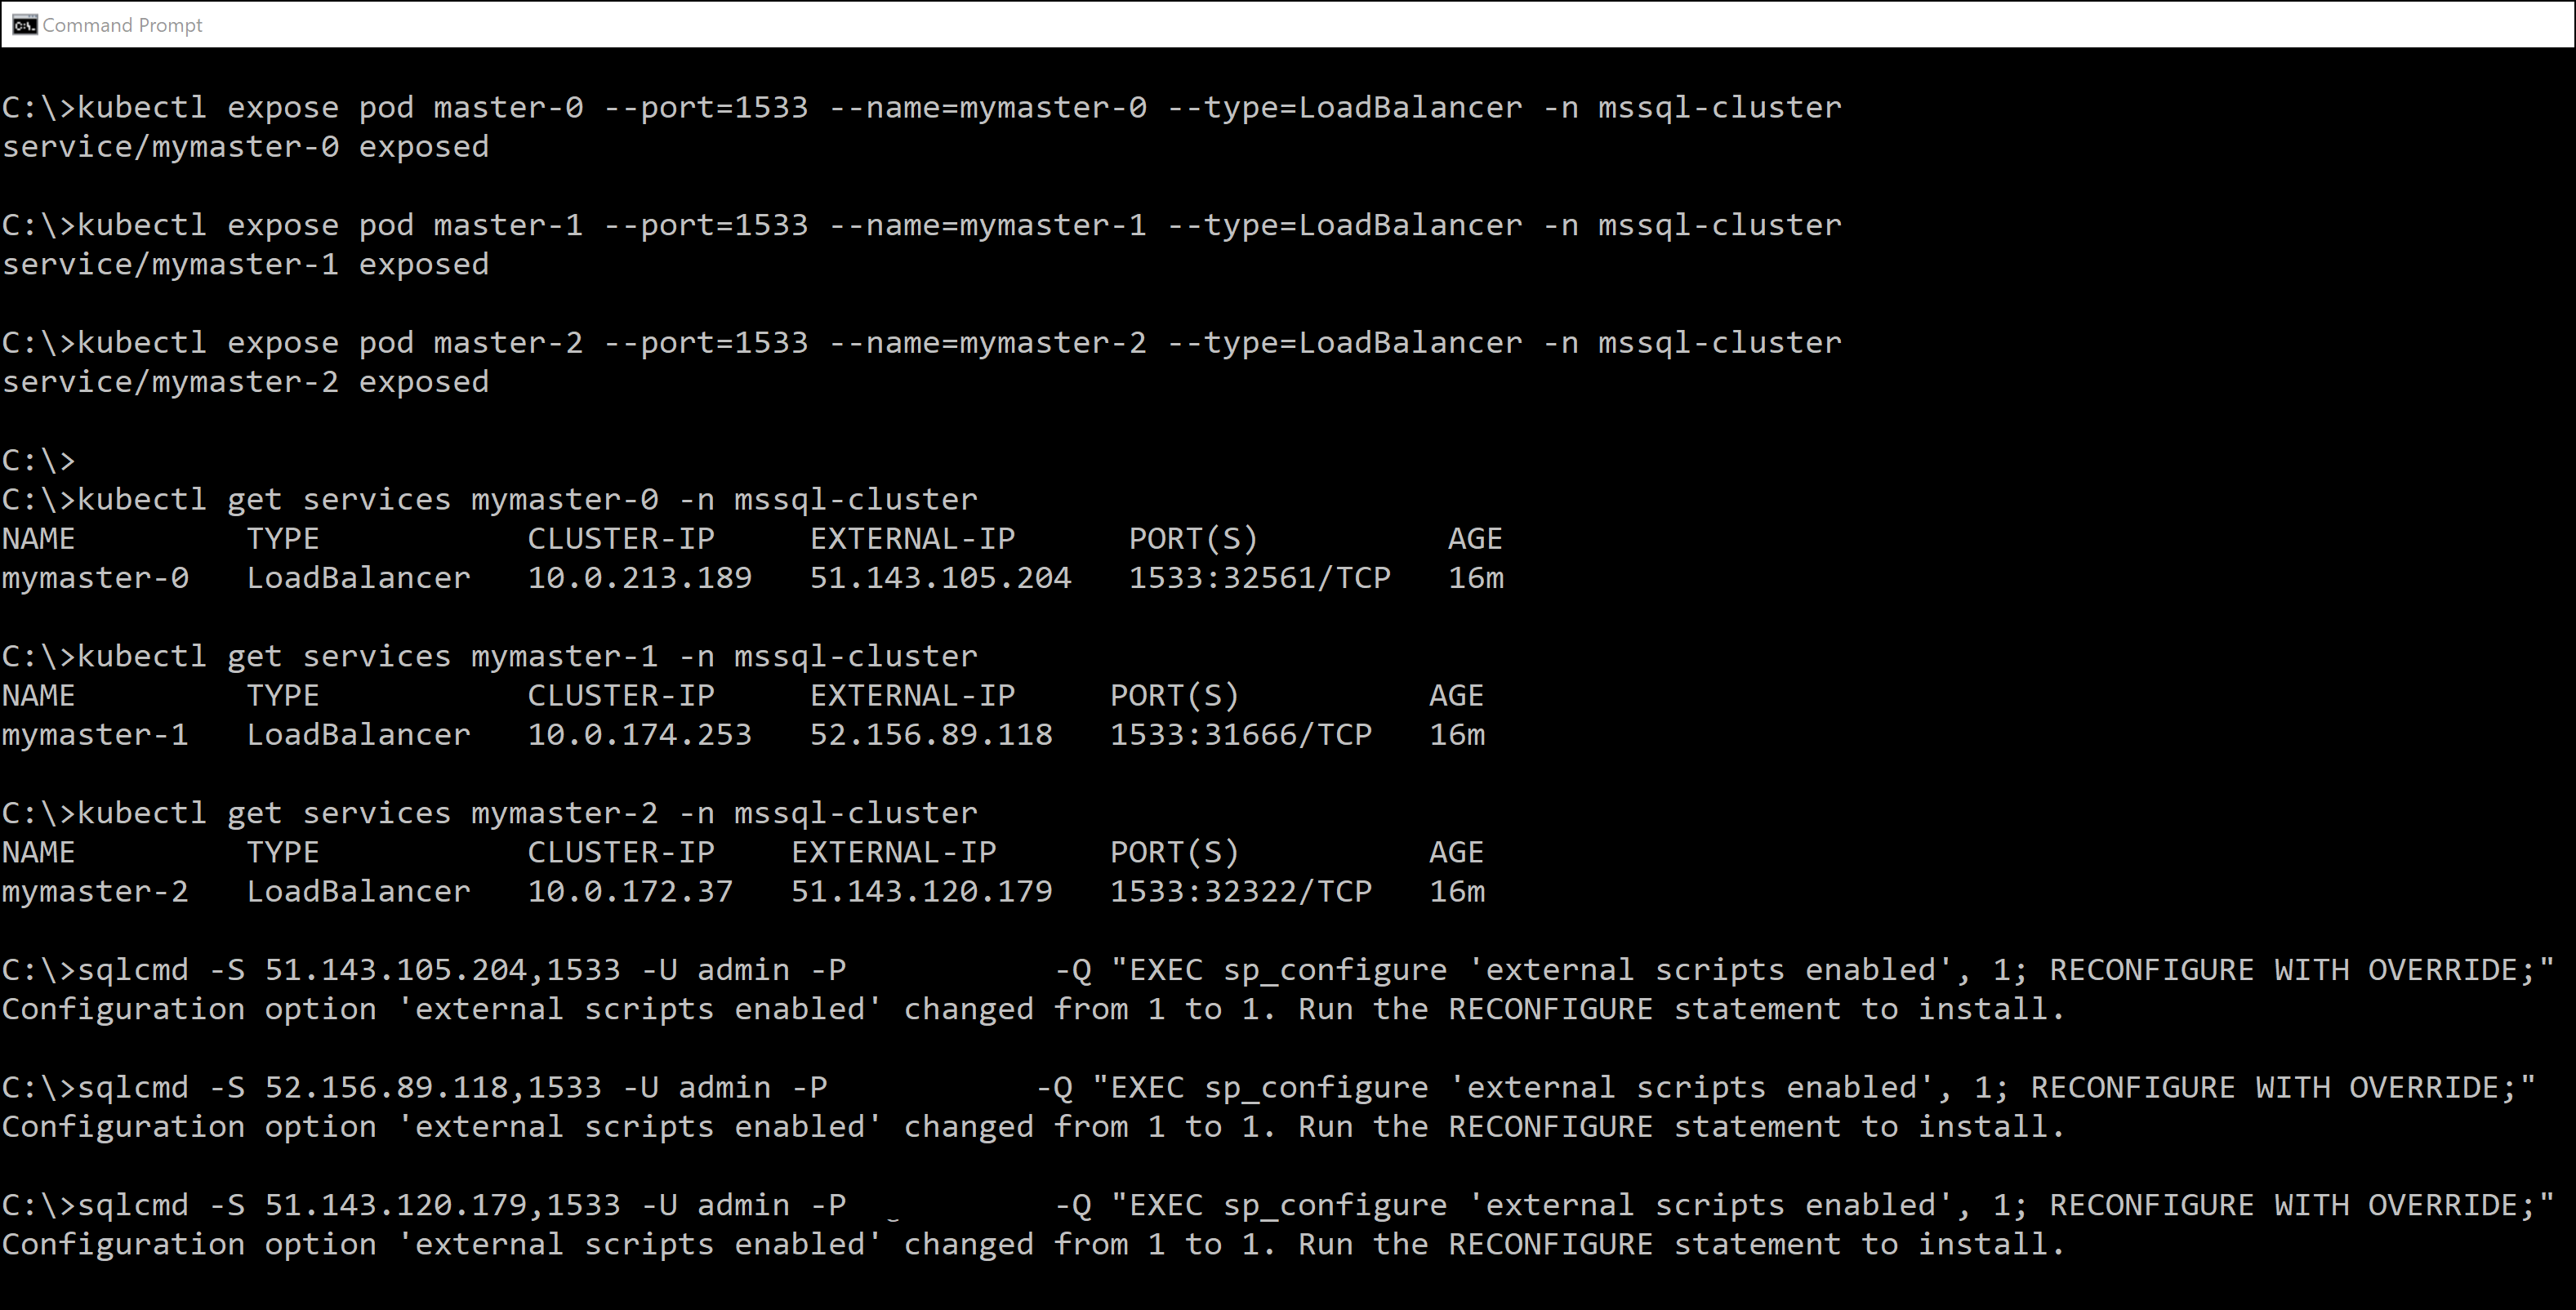 Command Prompt
C:\>kubectl expose pod master-0 --port=1533 --name=mymaster-0 --type=LoadBalancer -n mssql-cluster
service/mymaster-0 exposed
C:\>kubectl expose pod master-1 --port=1533 --name=mymaster-1 --type=LoadBalancer -n mssql-cluster
service/mymaster-1 exposed
C:\>kubectl expose pod master-2 --port=1533 --name=mymaster-2 --type=LoadBalancer -n mssql-cluster
service/mymaster-2 exposed
C:\>
C:\>kubectl get services mymaster-0 -n mssql-cluster
NAME TYPE CLUSTER-IP EXTERNAL-IP PORT(S) AGE
mymaster-0 LoadBalancer 10.0.213.189 51.143.105.204 1533:32561/TCP 16m
C:\>kubectl get services mymaster-1 -n mssql-cluster
NAME TYPE CLUSTER-IP EXTERNAL-IP PORT(S) AGE
mymaster-1 LoadBalancer 10.0.174.253 52.156.89.118 1533:31666/TCP 16m
C:\>kubectl get services mymaster-2 -n mssql-cluster
NAME TYPE CLUSTER-IP EXTERNAL-IP PORT(S) AGE
mymaster-2 LoadBalancer 10.0.172.37 51.143.120.179 1533:32322/TCP 16m
C:\>sqlcmd -S 51.143.105.204,1533 -U admin -P -Q "EXEC sp_configure 'external scripts enabled', 1; RECONFIGURE WITH OVERRIDE;"
Configuration option 'external scripts enabled' changed from 1 to 1. Run the RECONFIGURE statement to install.
C:\>sqlcmd -S 52.156.89.118,1533 -U admin -P -Q "EXEC sp_configure 'external scripts enabled', 1; RECONFIGURE WITH OVERRIDE;"
Configuration option 'external scripts enabled' changed from 1 to 1. Run the RECONFIGURE statement to install.
C:\>sqlcmd -S 51.143.120.179,1533 -U admin -P -Q "EXEC sp_configure 'external scripts enabled', 1; RECONFIGURE WITH OVERRIDE;"
Configuration option 'external scripts enabled' changed from 1 to 1. Run the RECONFIGURE statement to install.